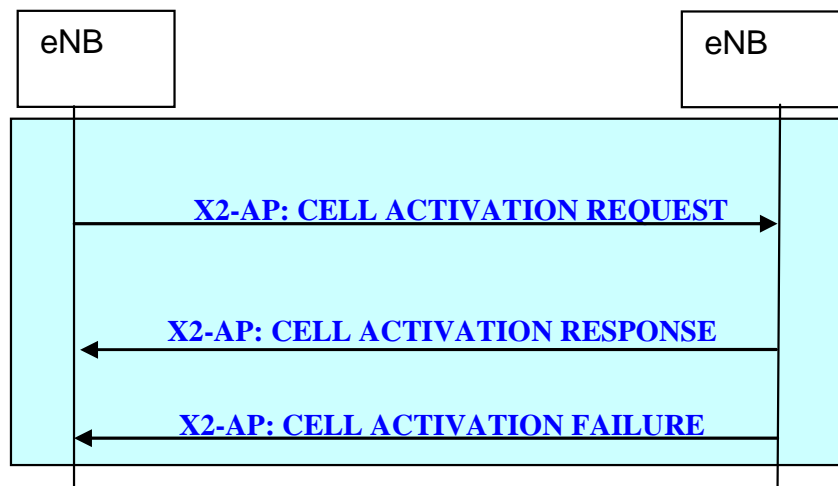 eNB
eNB
X2-AP: CELL ACTIVATION REQUEST
X2-AP: CELL ACTIVATION RESPONSE
X2-AP: CELL ACTIVATION FAILURE